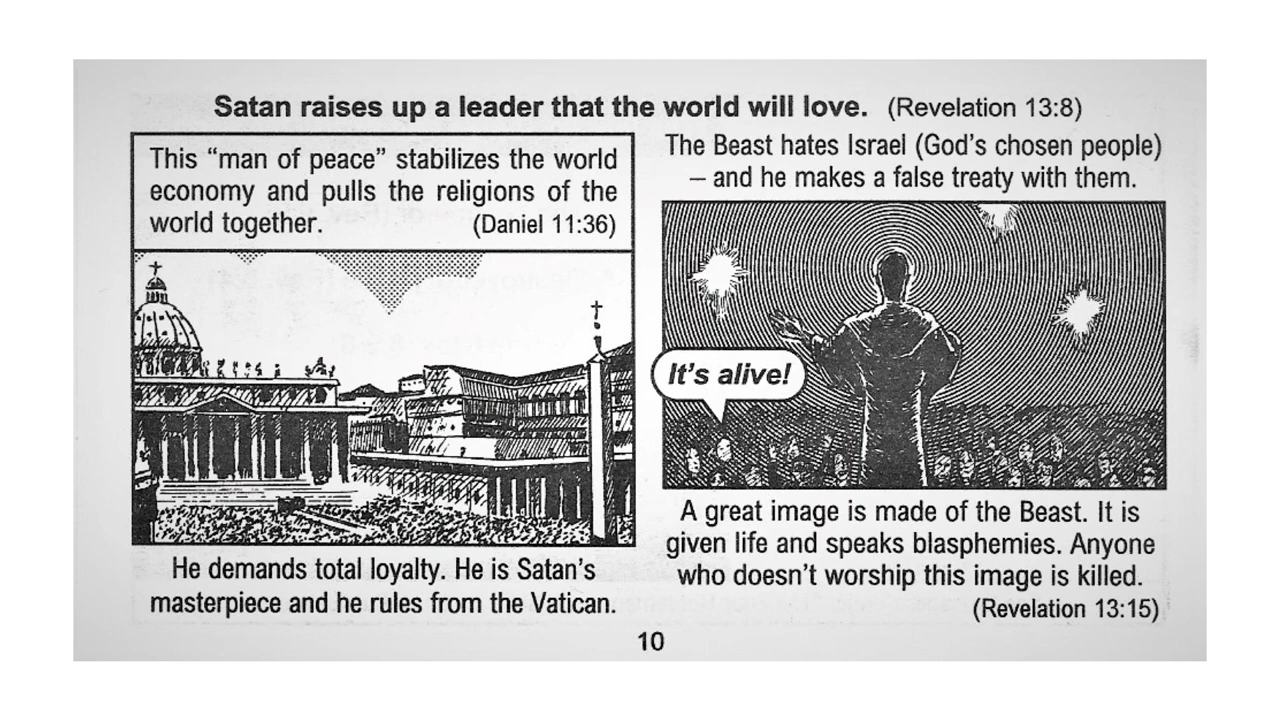 Satan raises up a leader that the world will love. (Revelation 13:8)
This “man of peace” stabilizes the world
economy and pulls the religions of the
world together. (Daniel 11:36)
He demands total loyalty. He is Satan’s
masterpiece and he rules from the Vatican.
The Beast hates Israel (God’s chosen people)
– and he makes a false treaty with them.
It’s alive!
A great image is made of the Beast. It is
given life and speaks blasphemies. Anyone
who doesn’t worship this image is killed.
(Revelation 13:15)
10